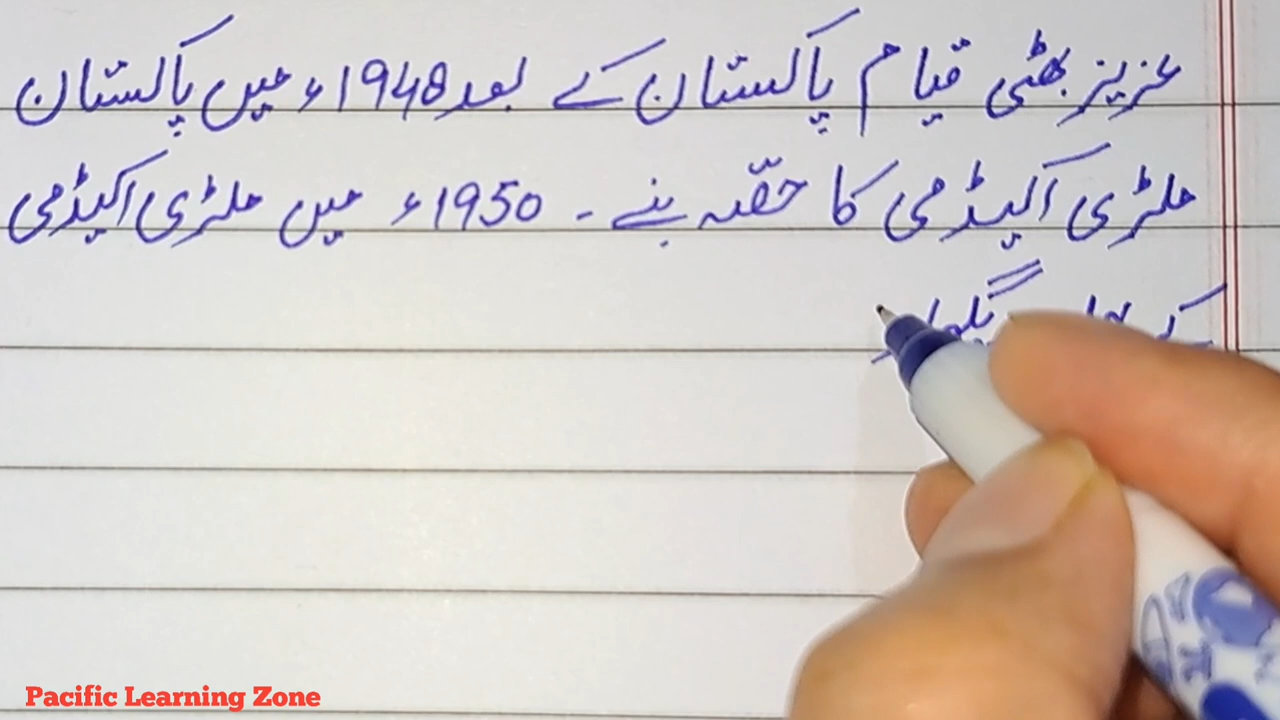 عزیز بھٹی قیام پاکستان کے بعد 1948ء میں پاکستان
ملٹری اکیڈمی کا حصّہ بنے ۔ 1950ء میں ملٹری اکیڈمی
کے
Pacific Learning Zone